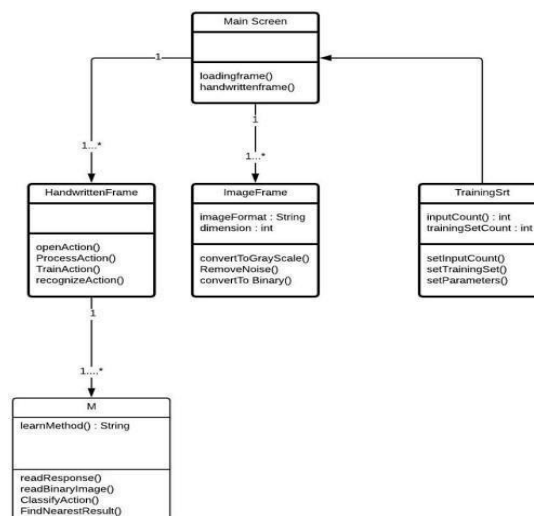 Main Screen
loadingframe()
handwrittenframe()
1
1...*
1
1...*
HandwrittenFrame
openAction()
ProcessAction()
TrainAction()
recognizeAction()
ImageFrame
imageFormat : String
dimension : int
convertToGrayScale()
RemoveNoise()
convertTo Binary()
TrainingSrt
inputCount() : int
trainingSetCount : int
setInputCount()
setTrainingSet()
setParameters()
1
1....*
M
learnMethod() : String
readResponse()
readBinaryImage()
ClassifyAction()
FindNearestResult()